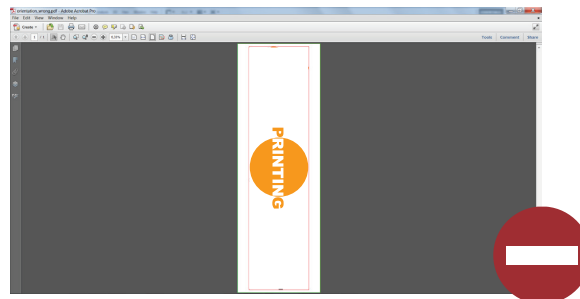 orientation_wrong.pdf - Adobe Acrobat Pro
File Edit View Window Help
Create
Tools Comment Share
PRINTING